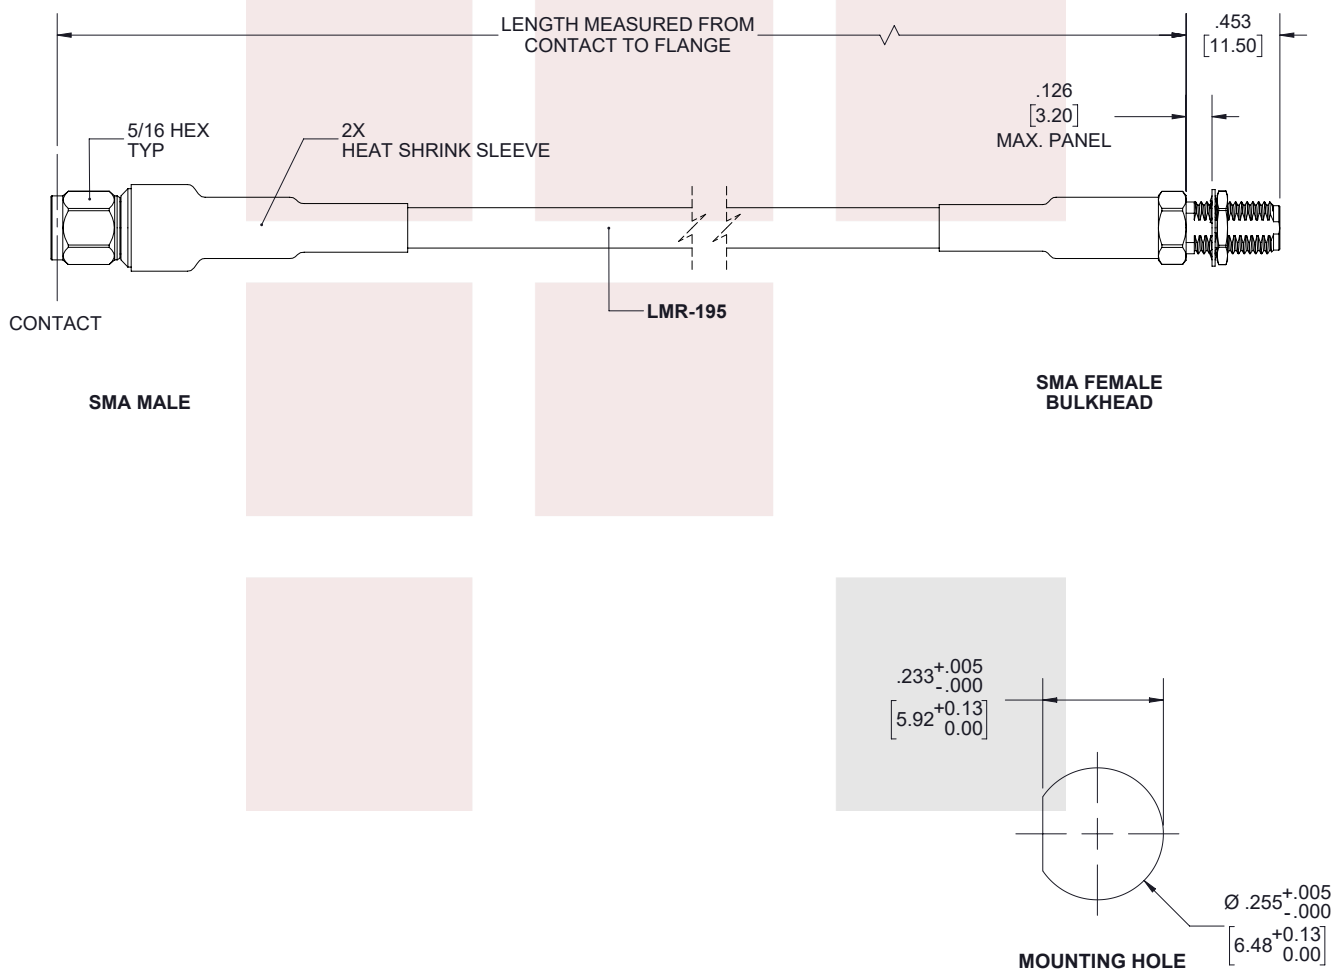 LENGTH MEASURED FROM
CONTACT TO FLANGE
.453
[11.50]
.126
[3.20]
MAX. PANEL
5/16 HEX
TYP
2X
HEAT SHRINK SLEEVE
CONTACT
LMR-195
SMA MALE
SMA FEMALE
BULKHEAD
.233 +.005
-.000
[5.92 +0.13
0.00]
Ø .255 +.005
-.000
[6.48 +0.13
0.00]
MOUNTING HOLE